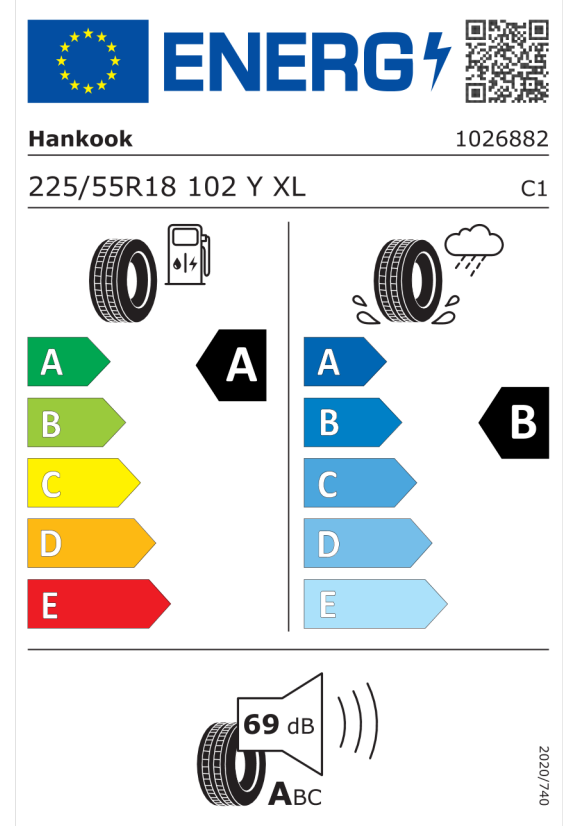 ENERG
Hankook 1026882
225/55R18 102 Y XL C1
A A A
B B B
C C
D D
E E
69 dB
ABC
2020/740